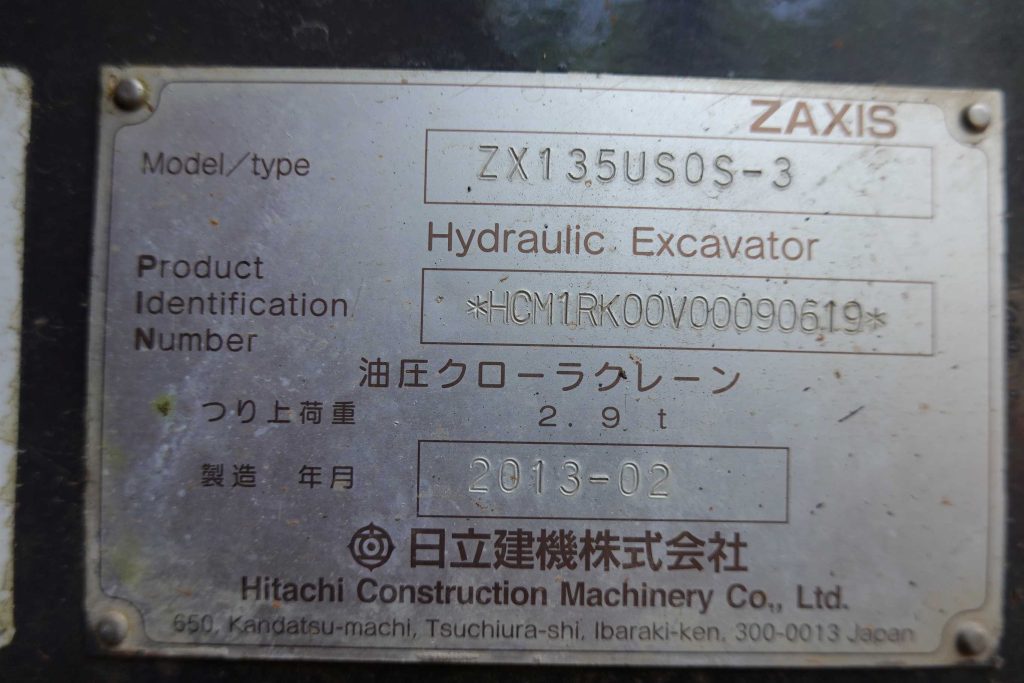 ZAXIS
Model/type ZX135USOS-3
Hydraulic Excavator
Product
Identification
Number
*HCM1RK00V00090619*
油圧クローラクレーン
つり上荷重 2.9 t
製造 年月 2013-02
日立建機株式会社
Hitachi Construction Machinery Co., Ltd.
650, Kandatsu-machi, Tsuchiura-shi, Ibaraki-ken, 300-0013 Japan